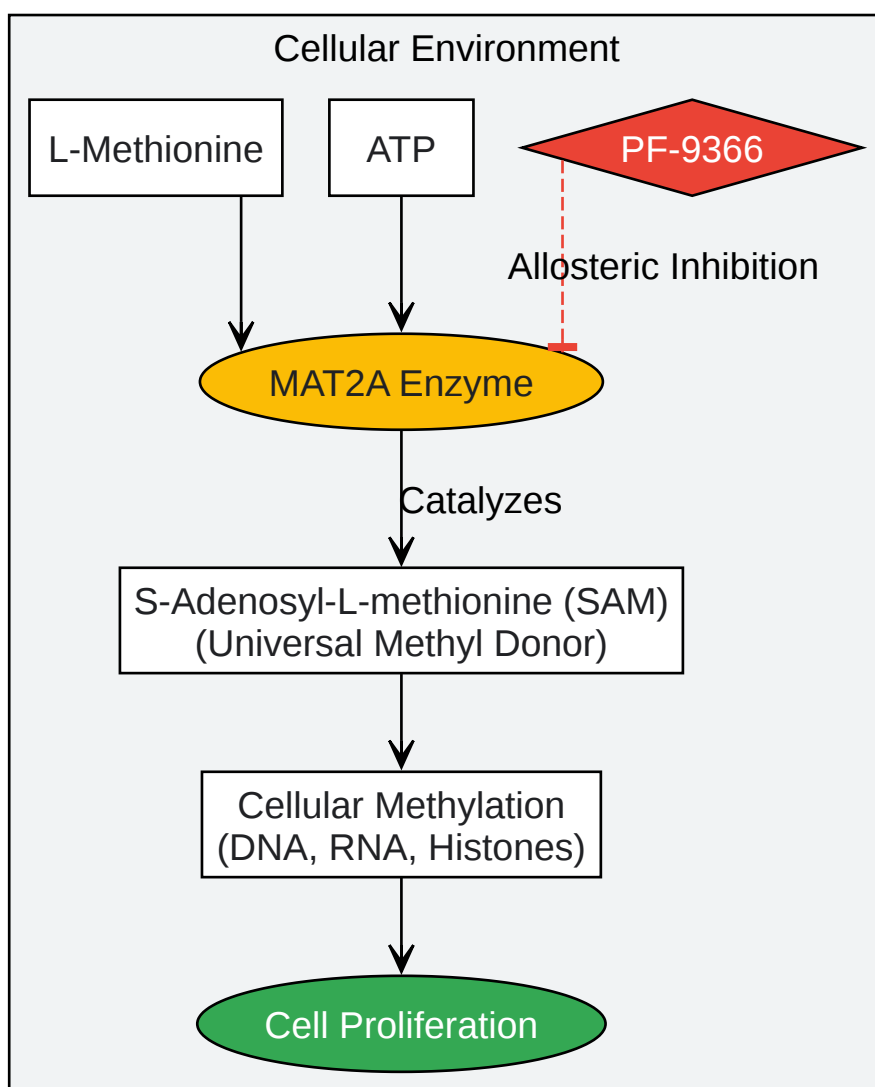 Cellular Environment
L-Methionine
ATP
PF-9366
Allosteric Inhibition
MAT2A Enzyme
Catalyzes
S-Adenosyl-L-methionine (SAM)
(Universal Methyl Donor)
Cellular Methylation
(DNA, RNA, Histones)
Cell Proliferation